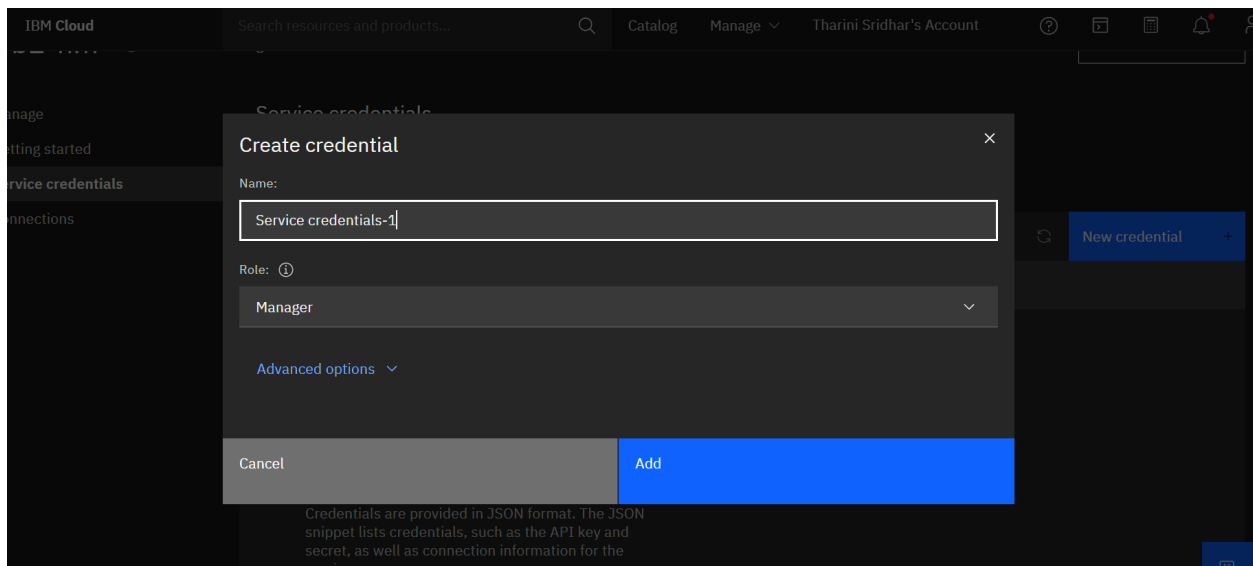 IBM Cloud
Search resources and products...
Catalog
Manage
Tharini Sridhar's Account
anage
etting started
ervice credentials
onnections
Service credentials
New credential +
Create credential
Name:
Service credentials-1
Role:
Manager
Advanced options
Cancel
Add
Credentials are provided in JSON format. The JSON
snippet lists credentials, such as the API key and
secret, as well as connection information for the